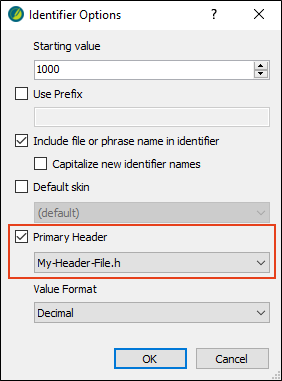 Identifier Options
Starting value
1000
Use Prefix
Include file or phrase name in identifier
Capitalize new identifier names
Default skin
(default)
Primary Header
My-Header-File.h
Value Format
Decimal
OK
Cancel